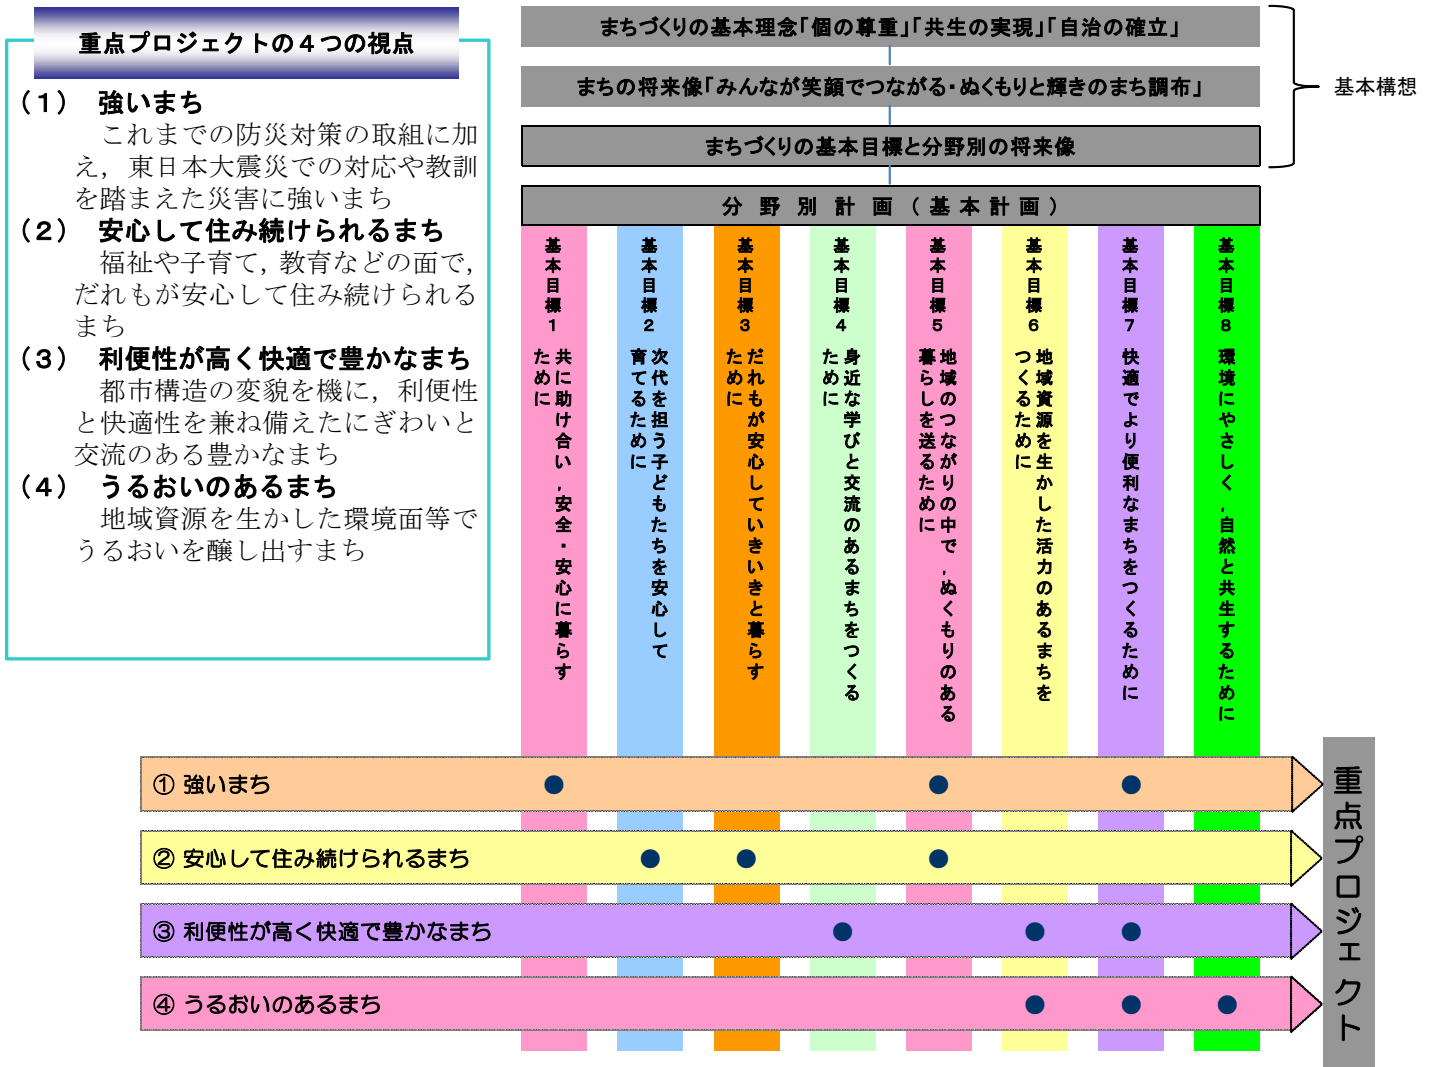 重点プロジェクトの４つの視点
（１）　強いまち
これまでの防災対策の取組に加
え，東日本大震災での対応や教訓
を踏まえた災害に強いまち
（２）　安心して住み続けられるまち
福祉や子育て，教育などの面で，
だれもが安心して住み続けられる
まち
（３）　利便性が高く快適で豊かなまち
都市構造の変貌を機に，利便性
と快適性を兼ね備えたにぎわいと
交流のある豊かなまち
（４）　うるおいのあるまち
地域資源を生かした環境面等で
うるおいを醸し出すまち
まちづくりの基本理念「個の尊重」「共生の実現」「自治の確立」
まちの将来像「みんなが笑顔でつながる・ぬくもりと輝きのまち調布」
まちづくりの基本目標と分野別の将来像
基本構想
分野別計画（基本計画）
基本目標１
共に助け合い，安全・安心に暮らす
ために
基本目標２
次代を担う子どもたちを安心して
育てるために
基本目標３
だれもが安心していきいきと暮らす
ために
基本目標４
身近な学びと交流のあるまちをつくる
ために
基本目標５
地域のつながりの中で，ぬくもりのある
暮らしを送るために
基本目標６
地域資源を生かした活力のあるまちを
つくるために
基本目標７
快適でより便利なまちをつくるために
基本目標８
環境にやさしく，自然と共生するために
① 強いまち
② 安心して住み続けられるまち
③ 利便性が高く快適で豊かなまち
④ うるおいのあるまち
重点プロジェクト